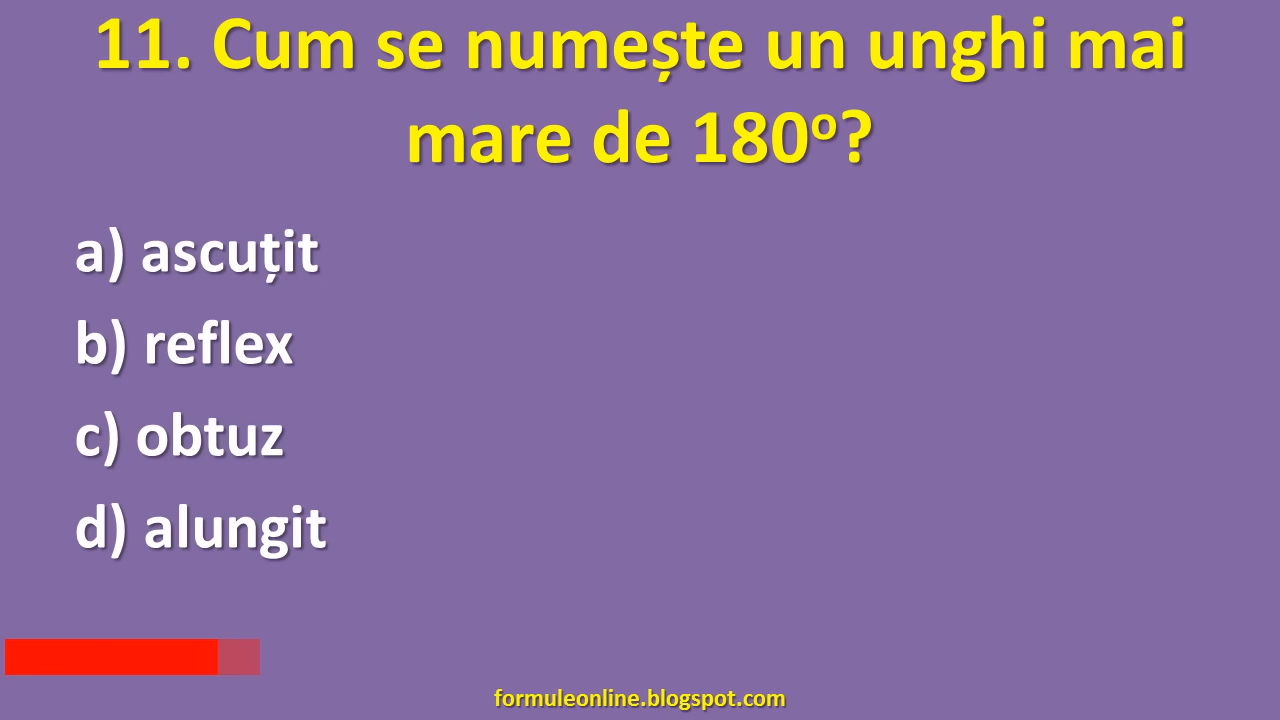 11. Cum se numește un unghi mai
mare de 180º?
a) ascuțit
b) reflex
c) obtuz
d) alungit
formuleonline.blogspot.com